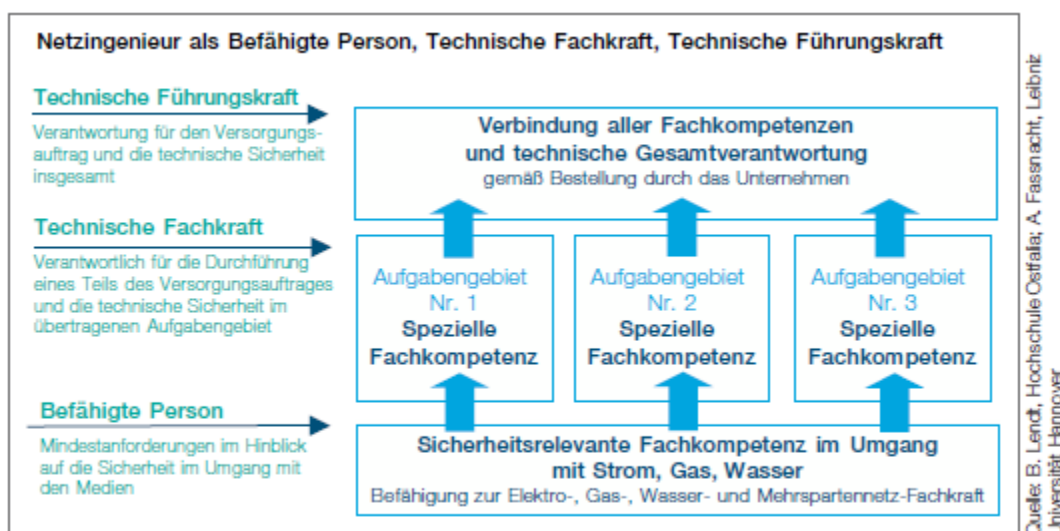 Netzingenieur als Befähigte Person, Technische Fachkraft, Technische Führungskraft
Technische Führungskraft
Verantwortung für den Versorgungs-
auftrag und die technische Sicherheit
insgesamt
Verbindung aller Fachkompetenzen
und technische Gesamtverantwortung
gemäß Bestellung durch das Unternehmen
Technische Fachkraft
Verantwortlich für die Durchführung
eines Teils des Versorgungsauftrages
und die technische Sicherheit im
übertragenen Aufgabengebiet
Aufgabengebiet
Nr. 1
Spezielle
Fachkompetenz
Aufgabengebiet
Nr. 2
Spezielle
Fachkompetenz
Aufgabengebiet
Nr. 3
Spezielle
Fachkompetenz
Befähigte Person
Mindestanforderungen im Hinblick
auf die Sicherheit im Umgang mit
den Medien
Sicherheitsrelevante Fachkompetenz im Umgang
mit Strom, Gas, Wasser
Befähigung zur Elektro-, Gas-, Wasser- und Mehrspartennetz-Fachkraft
Quelle: B. Lendt, Hochschule Ostfalia; A. Fassnacht, Leibniz
Universität Hannover